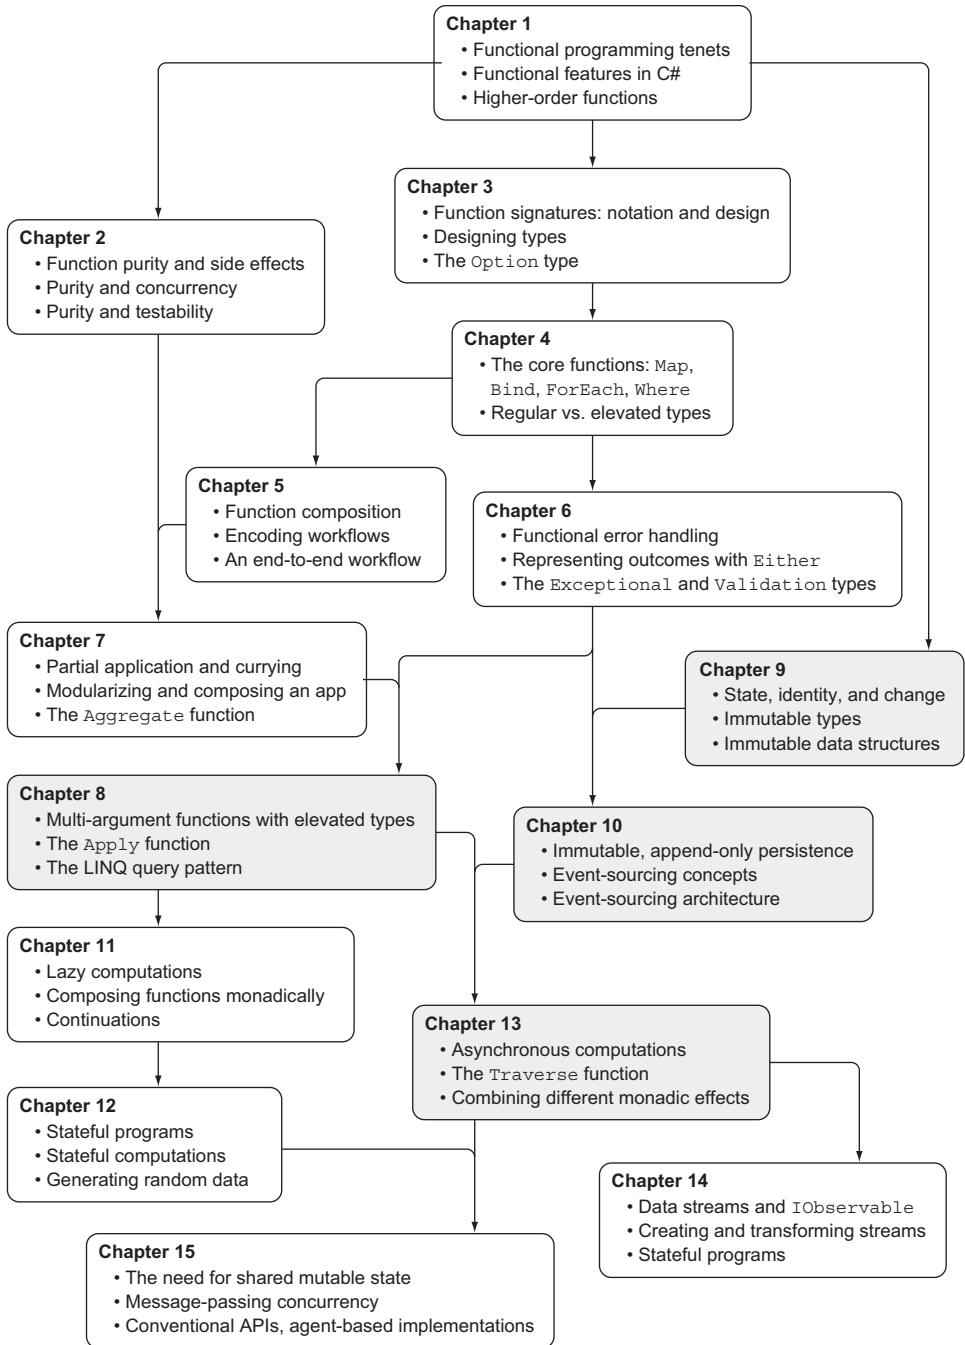 Chapter 1
• Functional programming tenets
• Functional features in C#
• Higher-order functions
Chapter 3
• Function signatures: notation and design
• Designing types
• The Option type
Chapter 2
• Function purity and side effects
• Purity and concurrency
• Purity and testability
Chapter 4
• The core functions: Map,
Bind, ForEach, Where
• Regular vs. elevated types
Chapter 5
• Function composition
• Encoding workflows
• An end-to-end workflow
Chapter 6
• Functional error handling
• Representing outcomes with Either
• The Exceptional and Validation types
Chapter 7
• Partial application and currying
• Modularizing and composing an app
• The Aggregate function
Chapter 9
• State, identity, and change
• Immutable types
• Immutable data structures
Chapter 8
• Multi-argument functions with elevated types
• The Apply function
• The LINQ query pattern
Chapter 10
• Immutable, append-only persistence
• Event-sourcing concepts
• Event-sourcing architecture
Chapter 11
• Lazy computations
• Composing functions monadically
• Continuations
Chapter 13
• Asynchronous computations
• The Traverse function
• Combining different monadic effects
Chapter 12
• Stateful programs
• Stateful computations
• Generating random data
Chapter 14
• Data streams and IObservable
• Creating and transforming streams
• Stateful programs
Chapter 15
• The need for shared mutable state
• Message-passing concurrency
• Conventional APIs, agent-based implementations